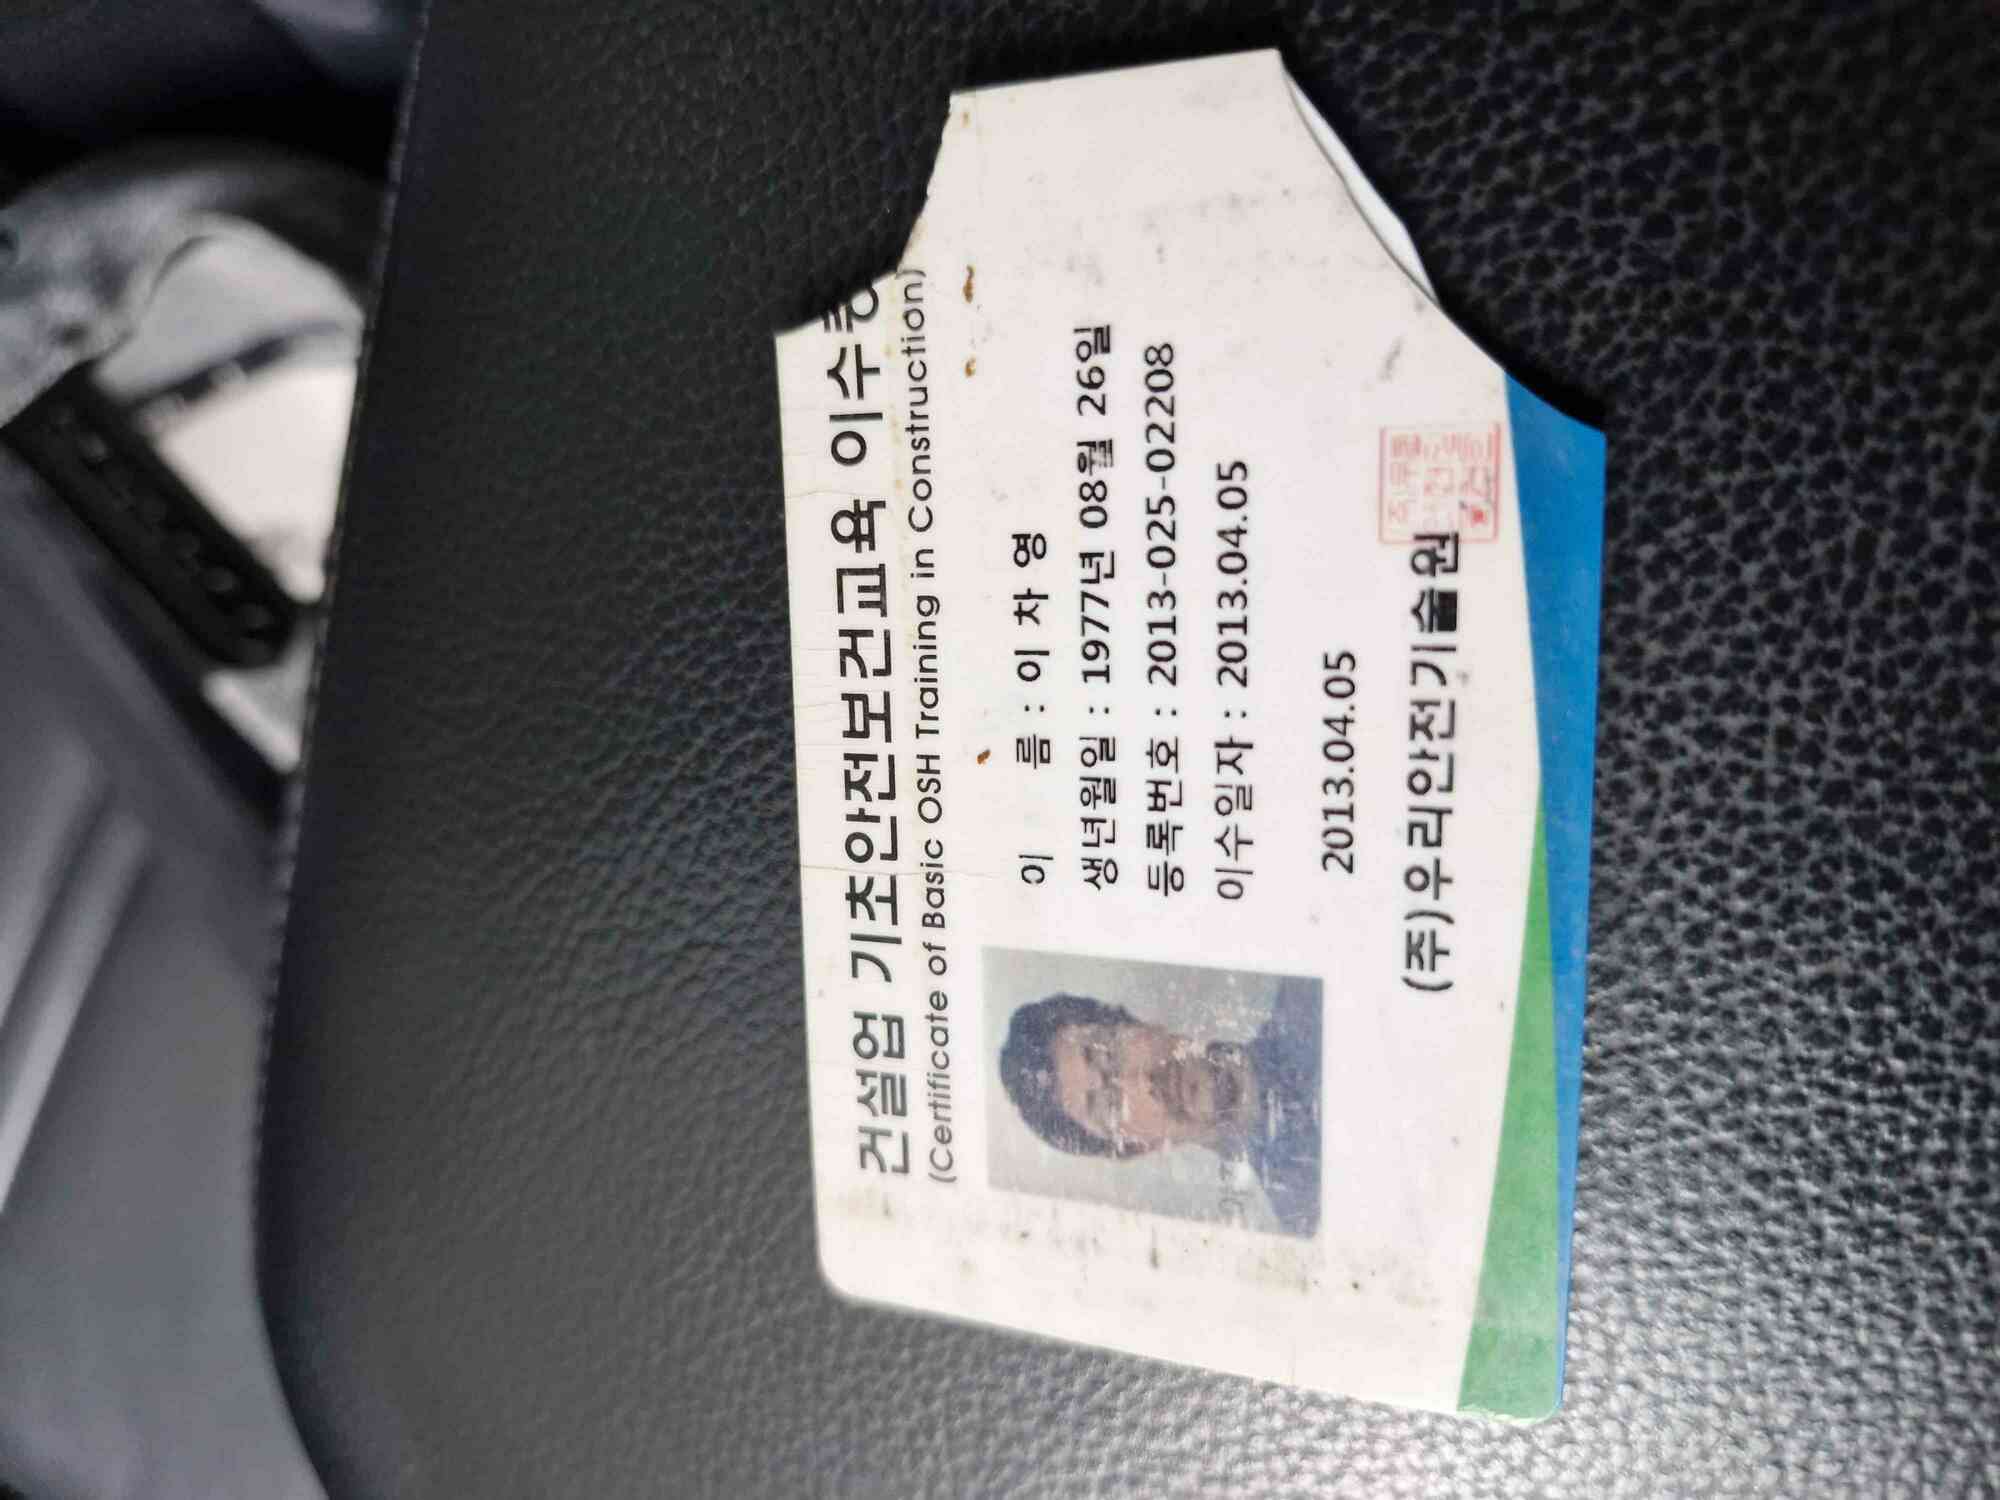 건설업 기초안전보건교육 이수증
(Certificate of Basic OSH Training in Construction)
이 름 : 이 차 영
생년월일 : 1977년 08월 26일
등록번호 : 2013-025-02208
이수일자 : 2013.04.05
2013.04.05
(주)우리안전기술원